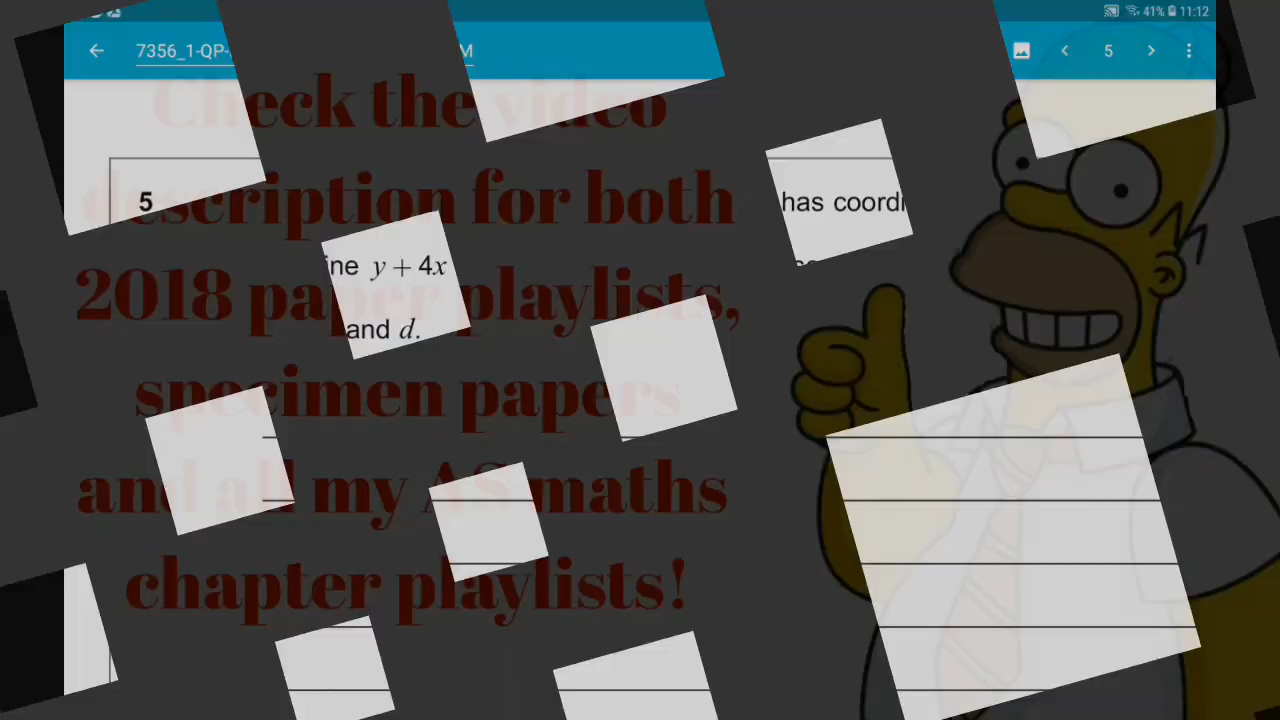 41% 11:12
7356_1-QP- M 5
Check the video
5 has coord
description for both
ine y + 4x
2018 paper playlists,
and d.
specimen papers
and all my AS maths
chapter playlists!